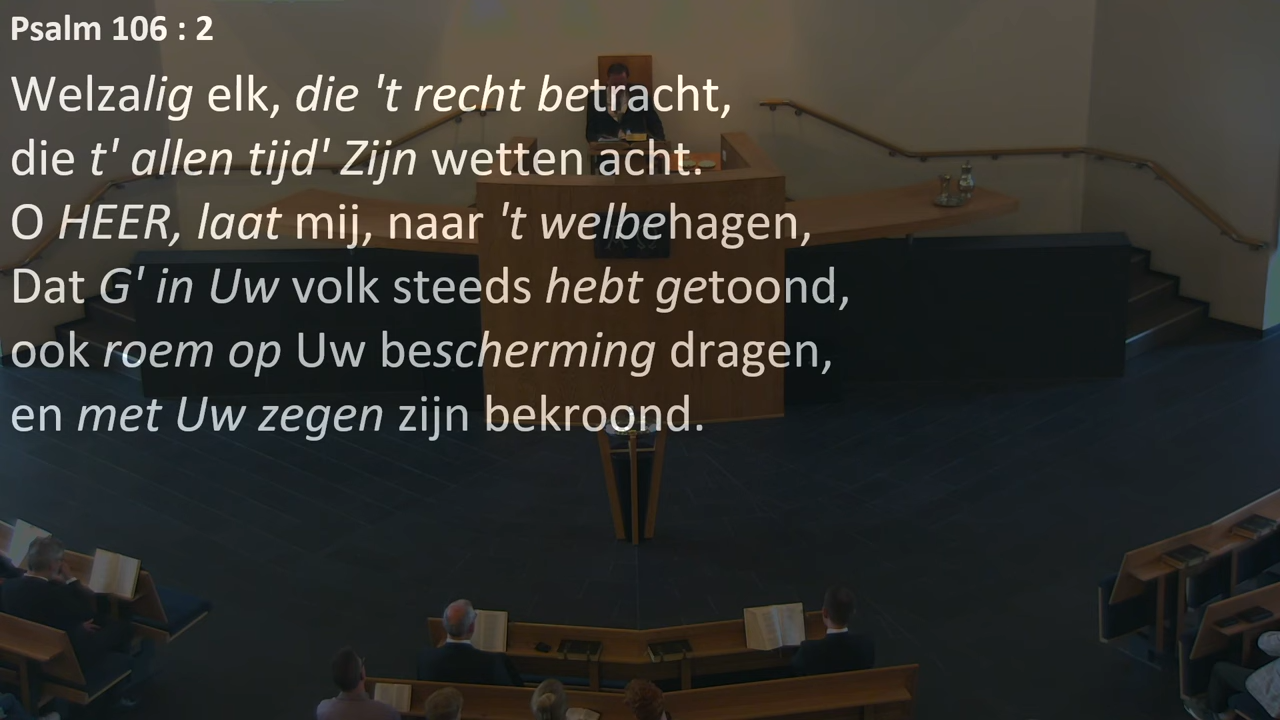 Psalm 106 : 2
Welzalig elk, die 't recht betracht,
die t' allen tijd' Zijn wetten acht.
O HEER, laat mij, naar 't welbehagen,
Dat G' in Uw volk steeds hebt getoond,
ook roem op Uw bescherming dragen,
en met Uw zegen zijn bekroond.